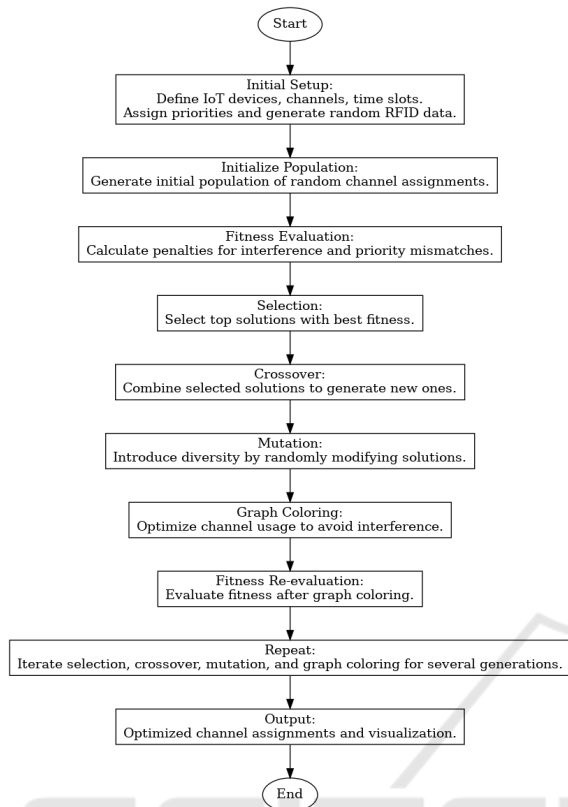 Start
Initial Setup:
Define IoT devices, channels, time slots.
Assign priorities and generate random RFID data.
Initialize Population:
Generate initial population of random channel assignments.
Fitness Evaluation:
Calculate penalties for interference and priority mismatches.
Selection:
Select top solutions with best fitness.
Crossover:
Combine selected solutions to generate new ones.
Mutation:
Introduce diversity by randomly modifying solutions.
Graph Coloring:
Optimize channel usage to avoid interference.
Fitness Re-evaluation:
Evaluate fitness after graph coloring.
Repeat:
Iterate selection, crossover, mutation, and graph coloring for several generations.
Output:
Optimized channel assignments and visualization.
End